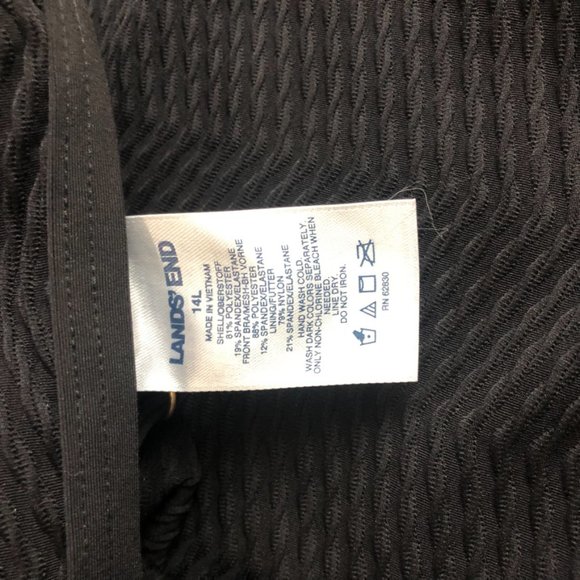 LANDS' END
14L
MADE IN VIETNAM
SHELL/OBERSTOFF
81% POLYESTER
19% SPANDEX/ELASTANE
FRONT BRA/MESH-BH VORNE
88% POLYESTER
12% SPANDEX/ELASTANE
LINING/FUTTER
79% NYLON
21% SPANDEX/ELASTANE
HAND WASH COLD.
WASH DARK COLORS SEPARATELY.
ONLY NON-CHLORINE BLEACH WHEN
NEEDED.
LINE DRY.
DO NOT IRON.
RN 62830